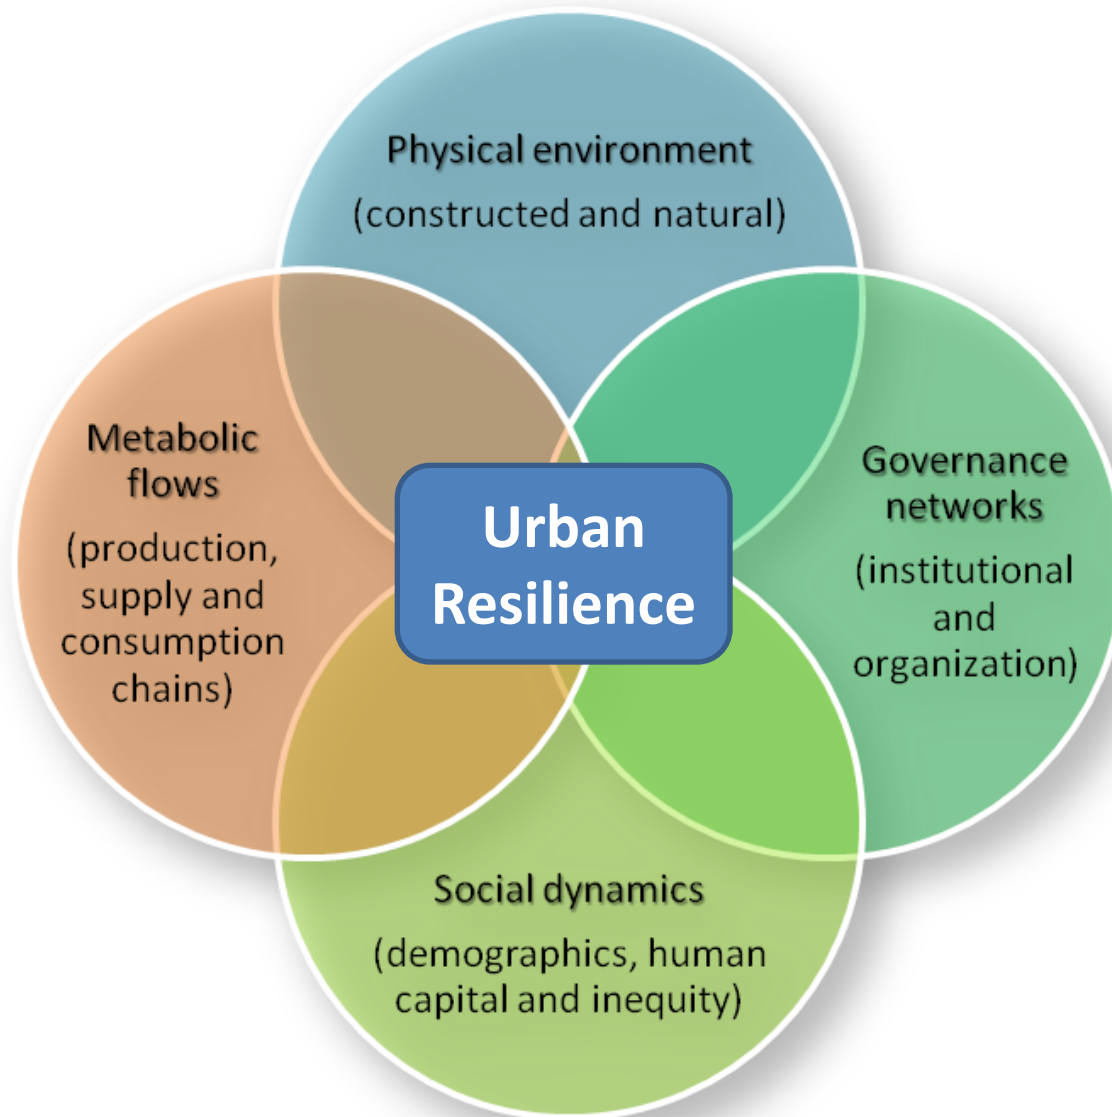 Physical environment
(constructed and natural)
Metabolic
flows
(production,
supply and
consumption
chains)
Urban
Resilience
Governance
networks
(institutional
and
organization)
Social dynamics
(demographics, human
capital and inequity)